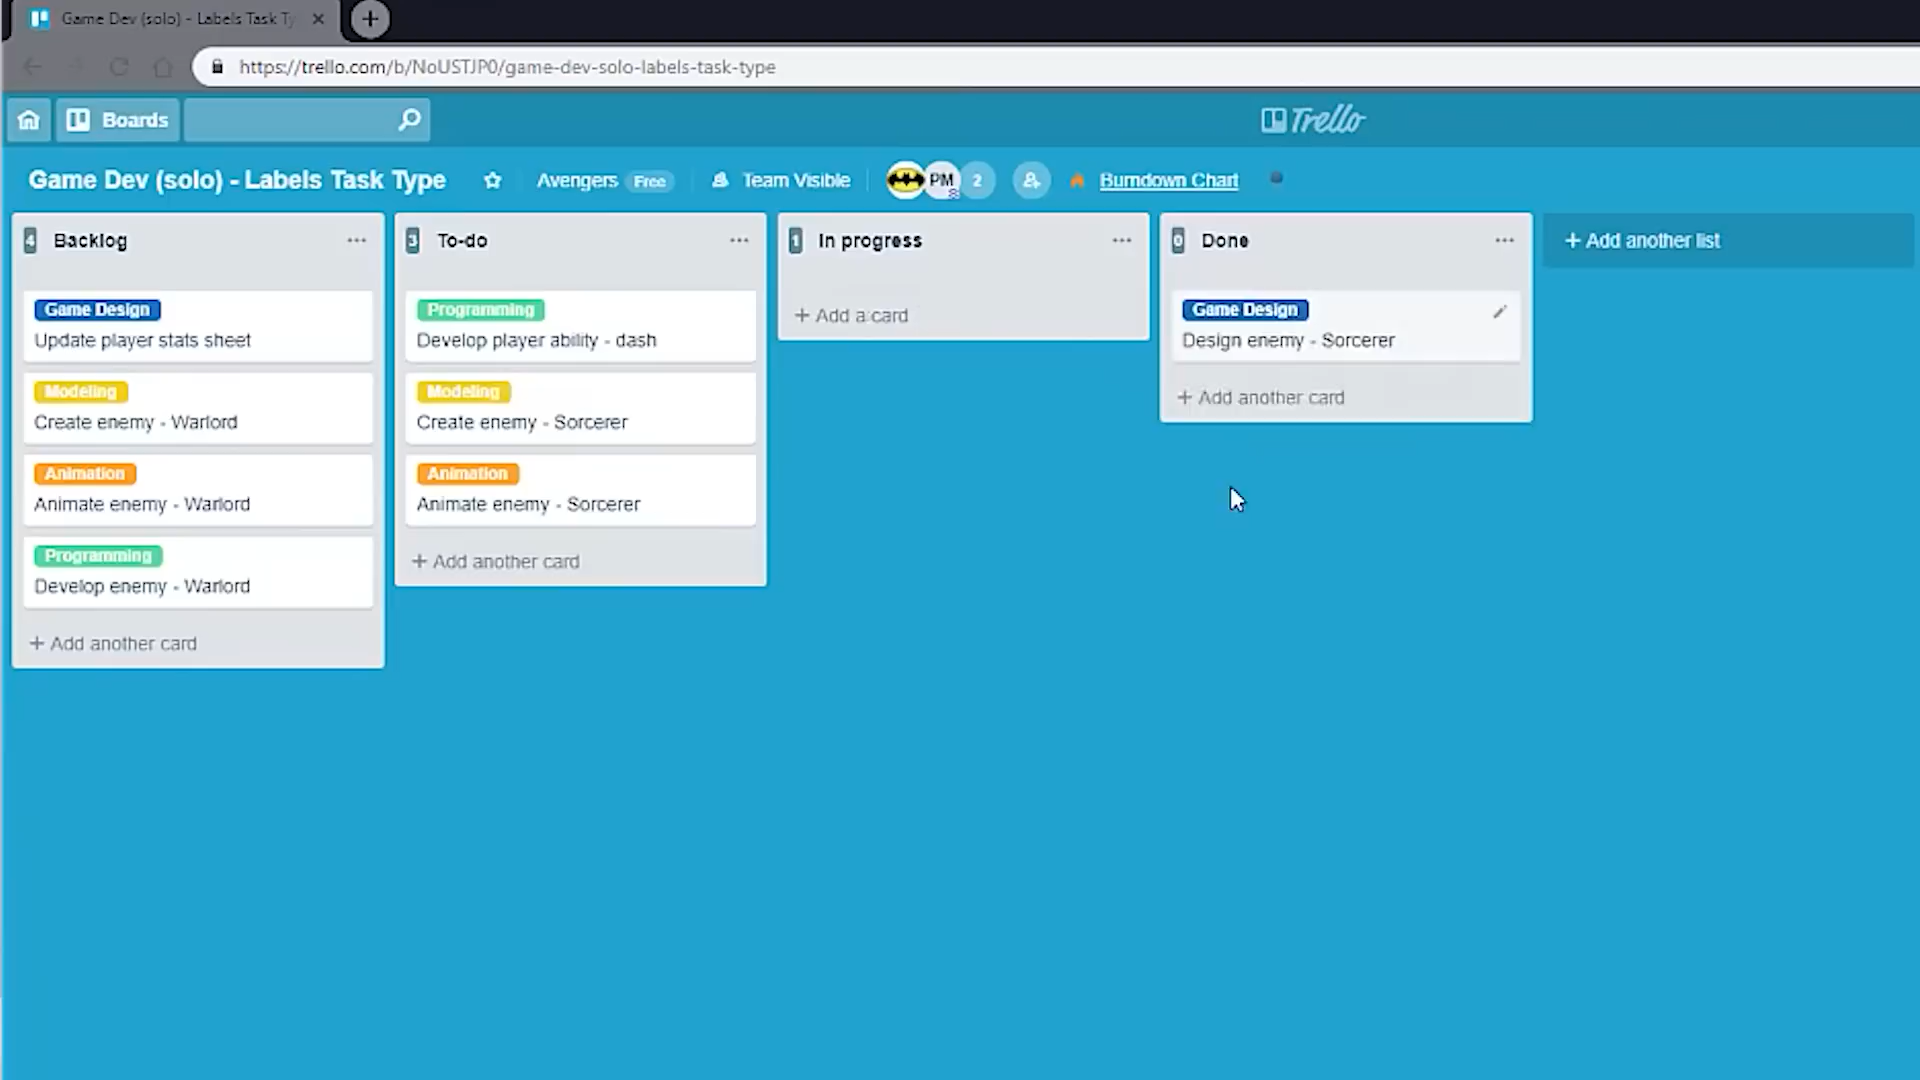 Game Dev (solo) - Labels Task Ty
https://trello.com/b/NoUSTJP0/game-dev-solo-labels-task-type
Boards
Trello
Game Dev (solo) - Labels Task Type
Avengers Free
Team Visible
PM
2
Burndown Chart
4 Backlog
Game Design
Update player stats sheet
Modeling
Create enemy - Warlord
Animation
Animate enemy - Warlord
Programming
Develop enemy - Warlord
+ Add another card
3 To-do
Programming
Develop player ability - dash
Modeling
Create enemy - Sorcerer
Animation
Animate enemy - Sorcerer
+ Add another card
1 In progress
+ Add a card
0 Done
Game Design
Design enemy - Sorcerer
+ Add another card
+ Add another list